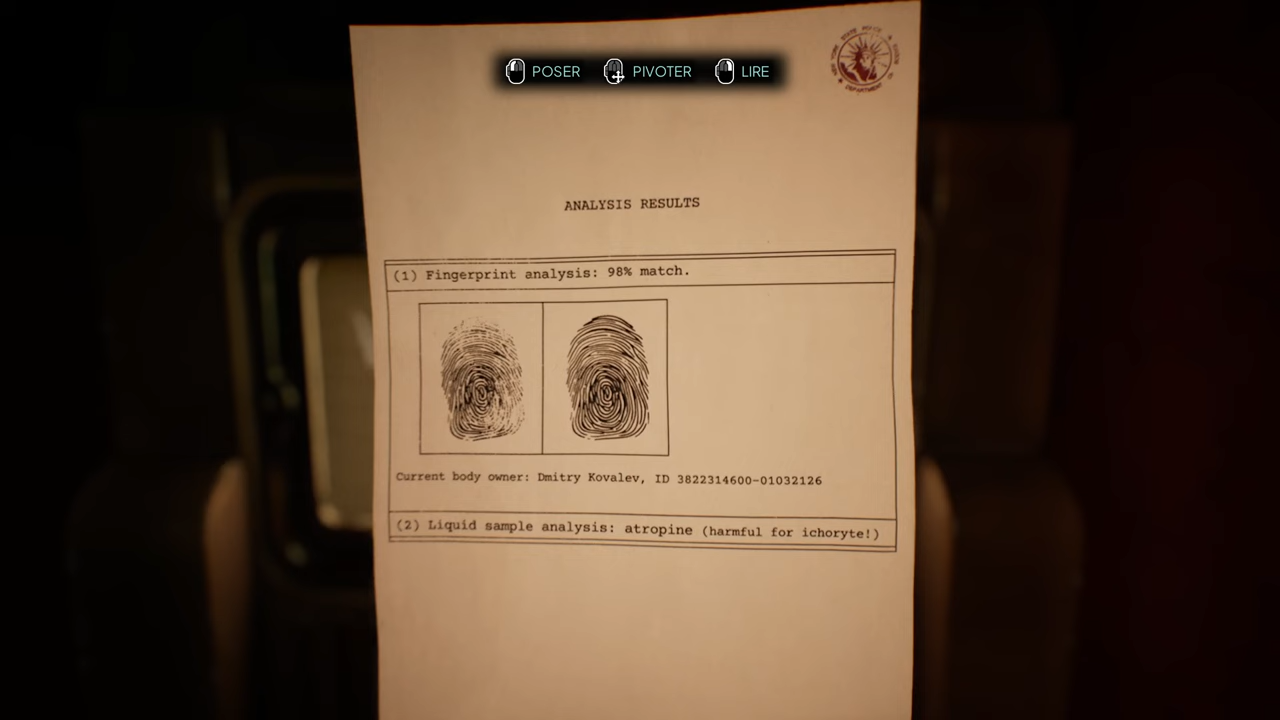 POSER PIVOTER LIRE
ANALYSIS RESULTS
(1) Fingerprint analysis: 98% match.
Current body owner: Dmitry Kovalev, ID 3822314600-01032126
(2) Liquid sample analysis: atropine (harmful for ichoryte!)